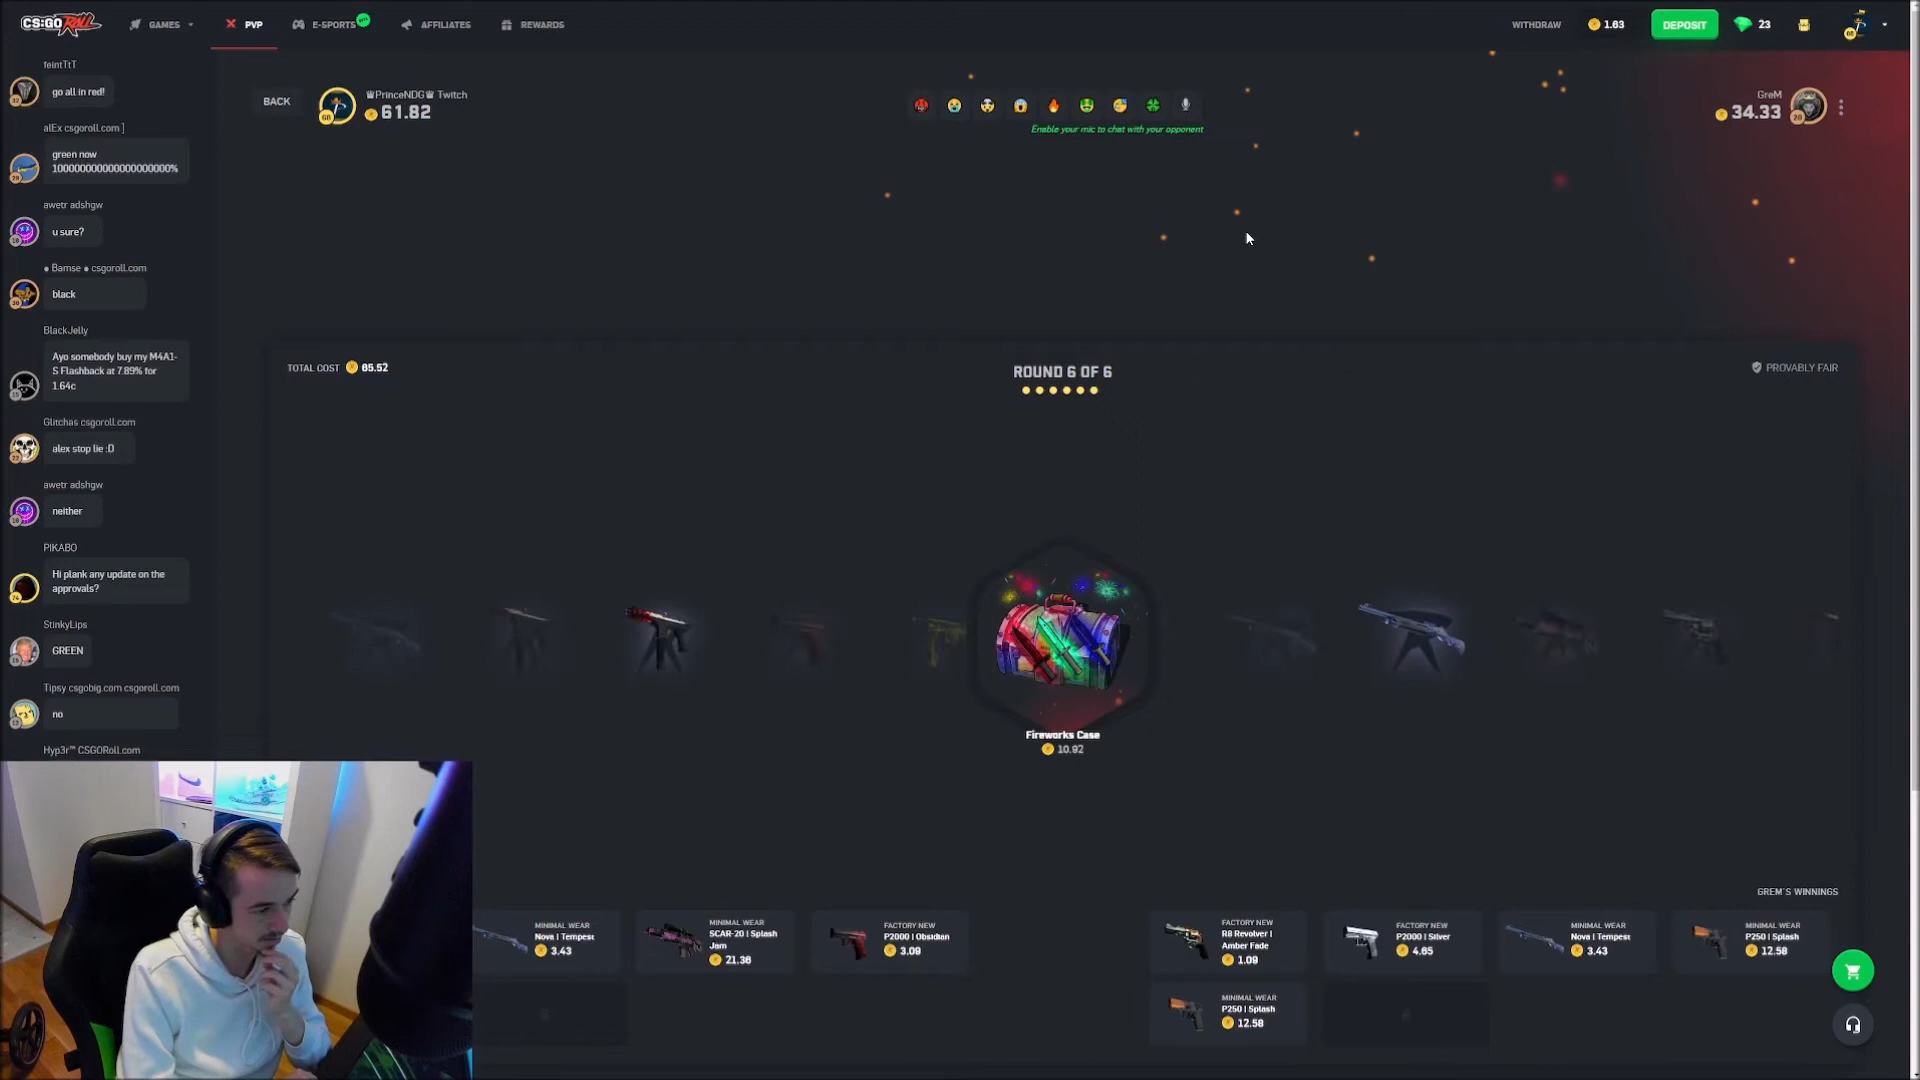 CS:GO ROLL
GAMES
PVP
E-SPORTS
AFFILIATES
REWARDS
WITHDRAW
1.63
DEPOSIT
23
feintTtT
go all in red!
alEx csgoroll.com ]
green now
100000000000000000000%
awetr adshgw
u sure?
● Bamse ● csgoroll.com
black
BlackJelly
Ayo somebody buy my M4A1-
S Flashback at 7.89% for
1.64c
Glitchas csgoroll.com
alex stop lie :D
awetr adshgw
neither
PIKABO
Hi plank any update on the
approvals?
StinkyLips
GREEN
Tipsy csgobig.com csgoroll.com
no
Hyp3r™ CSGORoll.com
BACK
♛PrinceNDG♛ Twitch
61.82
Enable your mic to chat with your opponent
GreM
34.33
TOTAL COST 65.52
ROUND 6 OF 6
PROVABLY FAIR
Fireworks Case
10.92
GREM'S WINNINGS
MINIMAL WEAR
Nova | Tempest
3.43
MINIMAL WEAR
SCAR-20 | Splash
Jam
21.36
FACTORY NEW
P2000 | Obsidian
3.09
FACTORY NEW
R8 Revolver |
Amber Fade
1.09
FACTORY NEW
P2000 | Silver
4.65
MINIMAL WEAR
Nova | Tempest
3.43
MINIMAL WEAR
P250 | Splash
12.58
MINIMAL WEAR
P250 | Splash
12.58